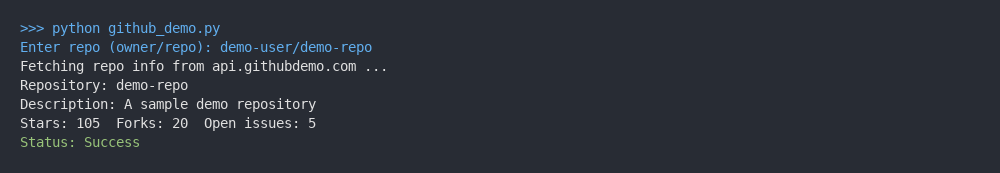 >>> python github_demo.py
Enter repo (owner/repo): demo-user/demo-repo
Fetching repo info from api.githubdemo.com ...
Repository: demo-repo
Description: A sample demo repository
Stars: 105  Forks: 20  Open issues: 5
Status: Success